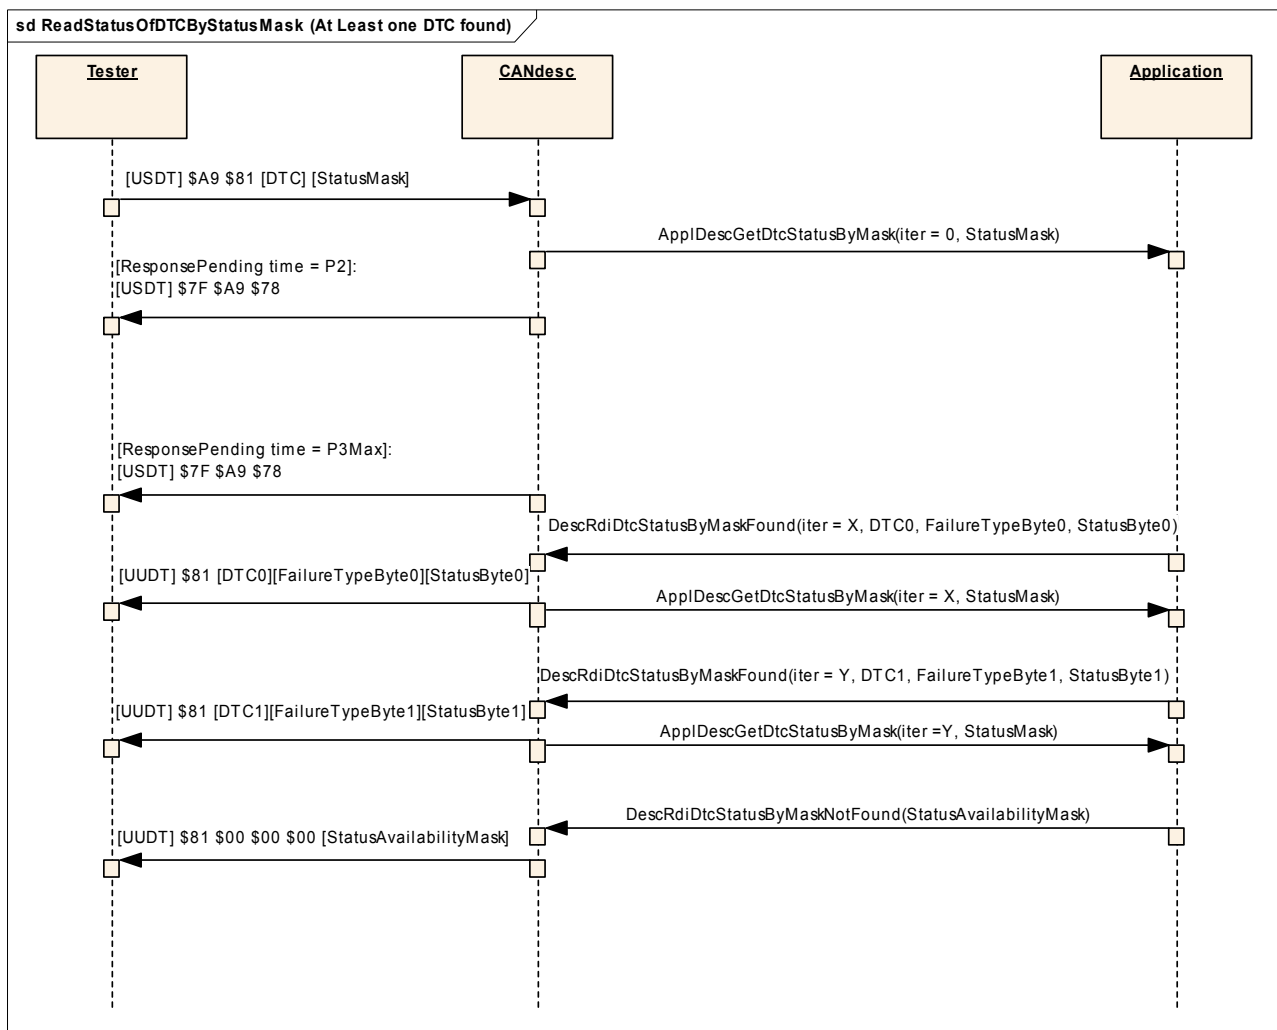 sd ReadStatusOfDTCByStatusMask (At Least one DTC found)
Tester
CANdesc
Application
[USDT] $A9 $81 [DTC] [StatusMask]
ApplDescGetDtcStatusByMask(iter = 0, StatusMask)
[ResponsePending time = P2]:
[USDT] $7F $A9 $78
[ResponsePending time = P3Max]:
[USDT] $7F $A9 $78
DescRdiDtcStatusByMaskFound(iter = X, DTC0, FailureTypeByte0, StatusByte0)
[UUDT] $81 [DTC0][FailureTypeByte0][StatusByte0]
ApplDescGetDtcStatusByMask(iter = X, StatusMask)
DescRdiDtcStatusByMaskFound(iter = Y, DTC1, FailureTypeByte1, StatusByte1)
[UUDT] $81 [DTC1][FailureTypeByte1][StatusByte1]
ApplDescGetDtcStatusByMask(iter =Y, StatusMask)
DescRdiDtcStatusByMaskNotFound(StatusAvailabilityMask)
[UUDT] $81 $00 $00 $00 [StatusAvailabilityMask]